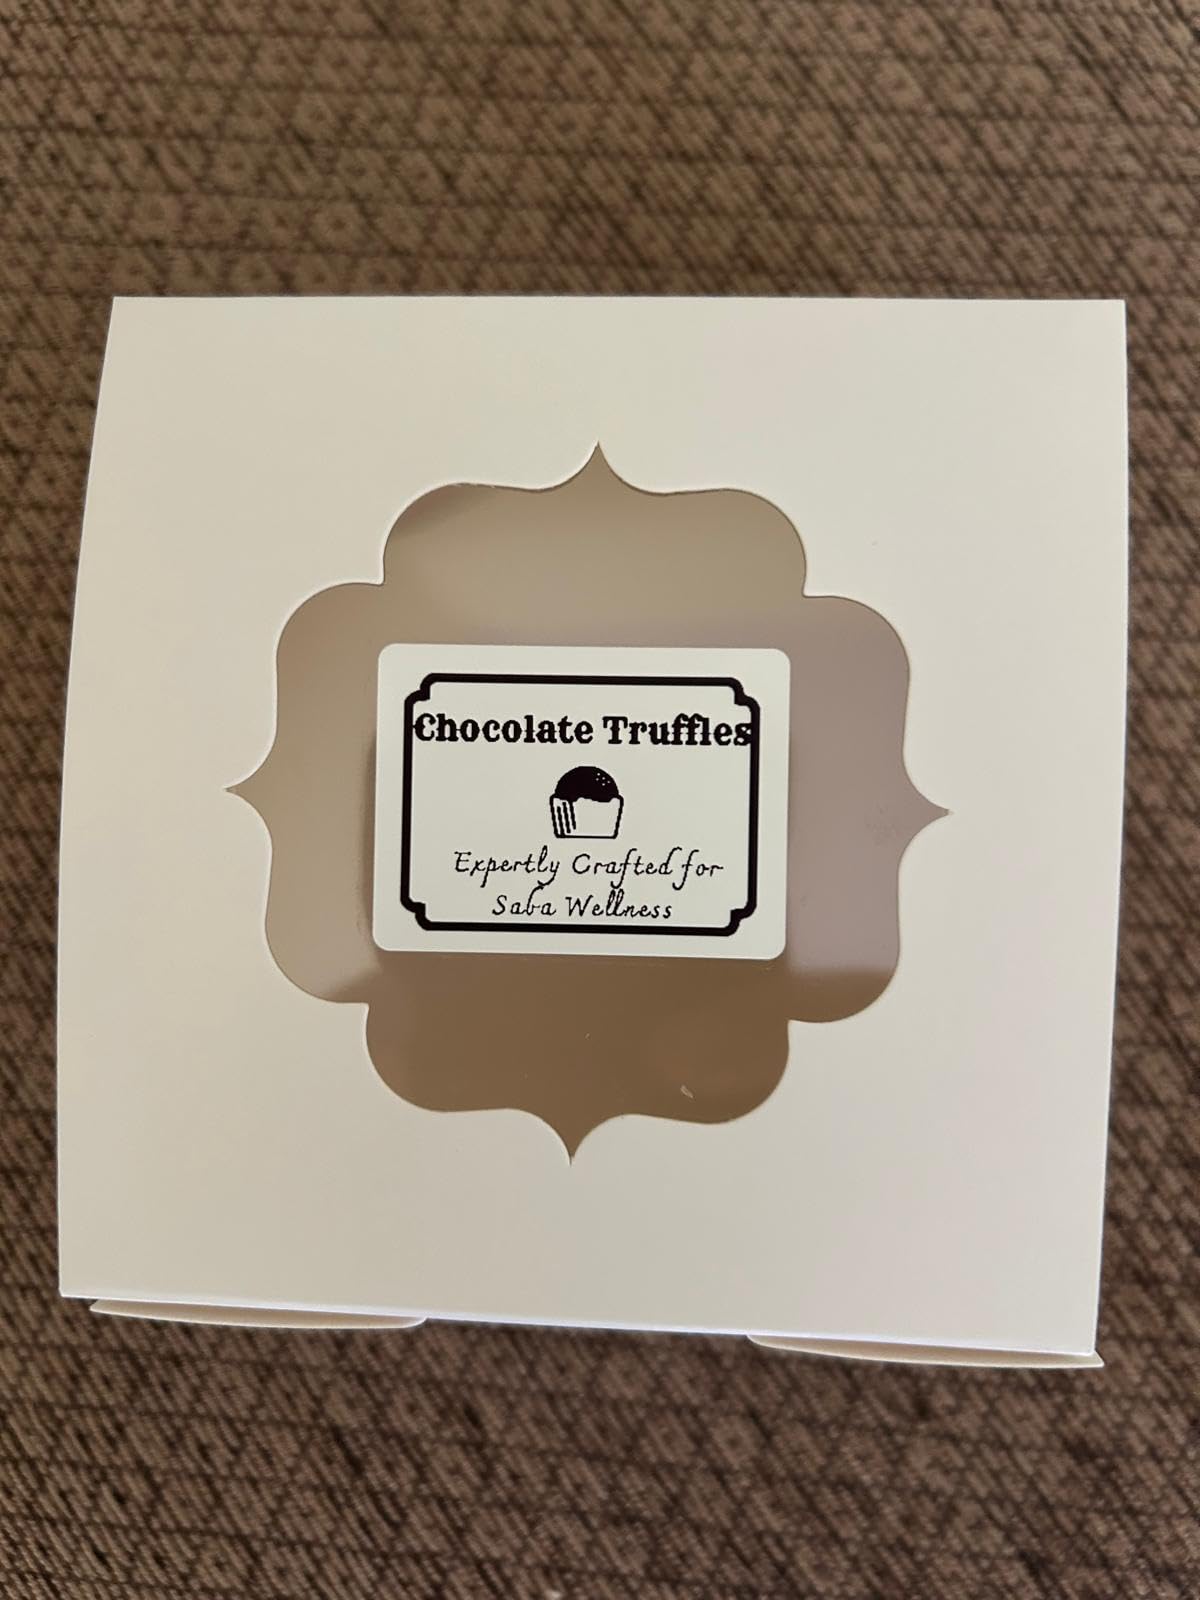 Chocolate Truffles
Expertly Crafted for
Saba Wellness